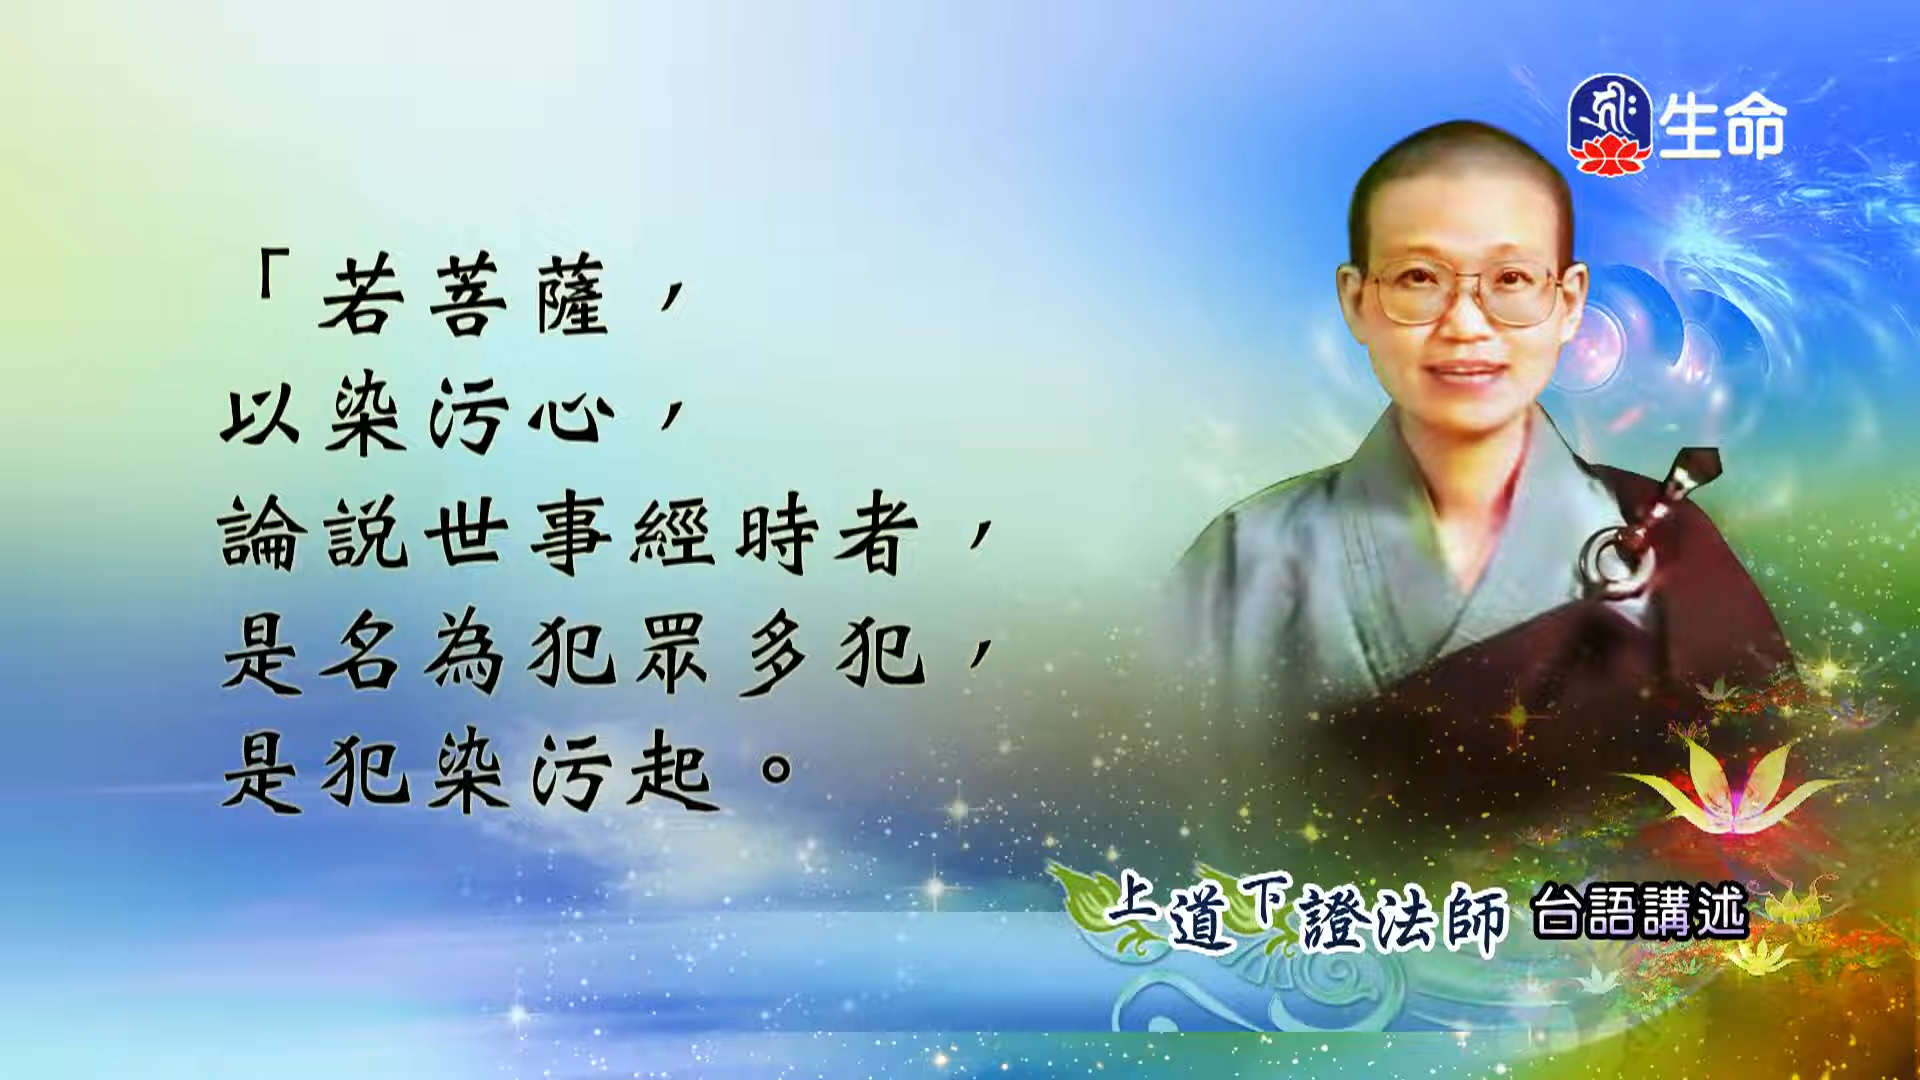 生命
「若菩薩，
以染污心，
論説世事經時者，
是名為犯眾多犯，
是犯染污起。
上道下證法師 台語講述